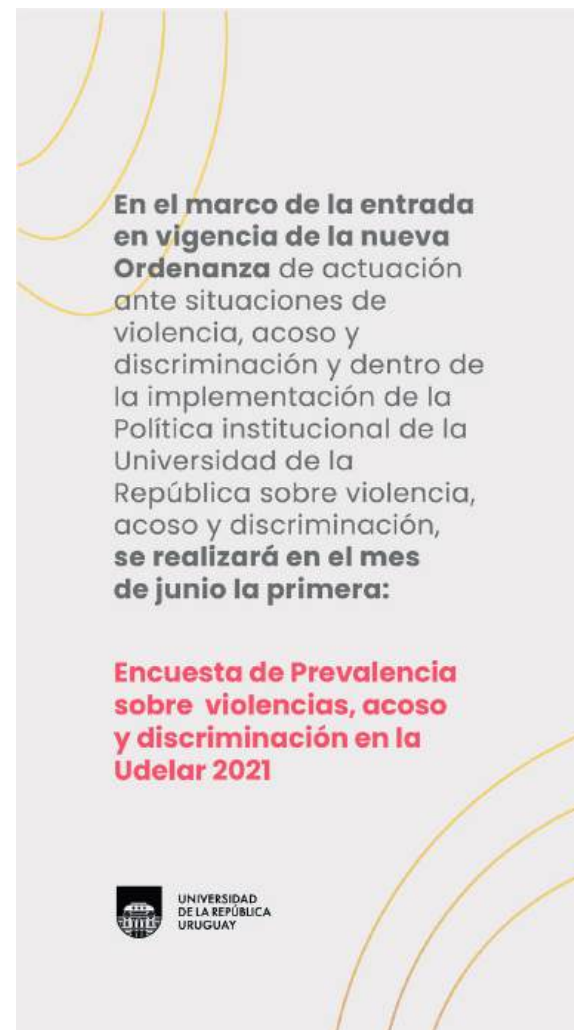 En el marco de la entrada
en vigencia de la nueva
Ordenanza de actuación
ante situaciones de
violencia, acoso y
discriminación y dentro de
la implementación de la
Política institucional de la
Universidad de la
República sobre violencia,
acoso y discriminación,
se realizará en el mes
de junio la primera:
Encuesta de Prevalencia
sobre violencias, acoso
y discriminación en la
Udelar 2021
UNIVERSIDAD
DE LA REPÚBLICA
URUGUAY